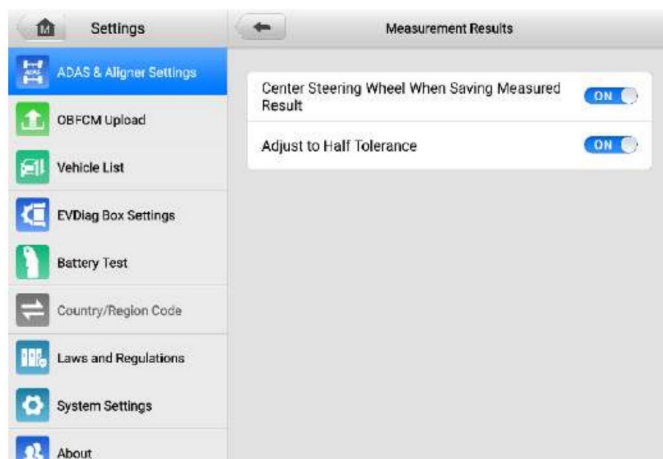 Settings
Measurement Results
ADAS & Aligner Settings
OBFCM Upload
Vehicle List
EVDiag Box Settings
Battery Test
Country/Region Code
Laws and Regulations
System Settings
About
Center Steering Wheel When Saving Measured
Result
ON
Adjust to Half Tolerance
ON
M
ADAS